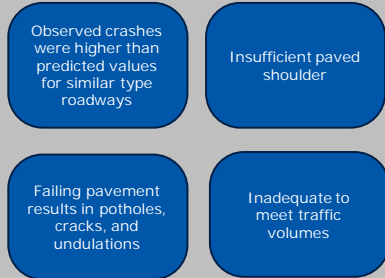 Observed crashes
were higher than
predicted values
for similar type
roadways
Insufficient paved
shoulder
Failing pavement
results in potholes,
cracks, and
undulations
Inadequate to
meet traffic
volumes